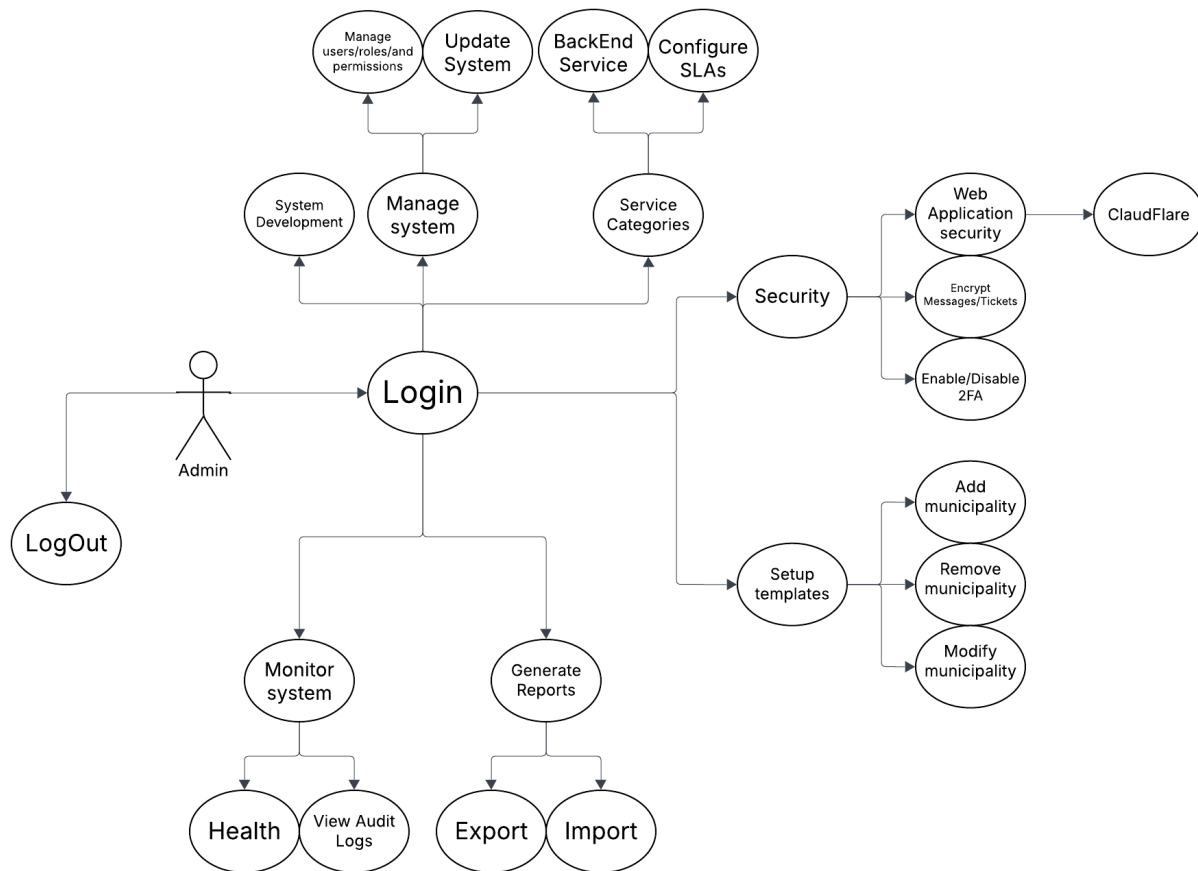 Manage
users/roles/and
permissions
Update
System
BackEnd
Service
Configure
SLAs
System
Development
Manage
system
Service
Categories
Web
Application
security
ClaudFlare
Security
Encrypt
Messages/Tickets
Enable/Disable
2FA
Login
Admin
LogOut
Add
municipality
Setup
templates
Remove
municipality
Modify
municipality
Monitor
system
Generate
Reports
Health
View Audit
Logs
Export
Import